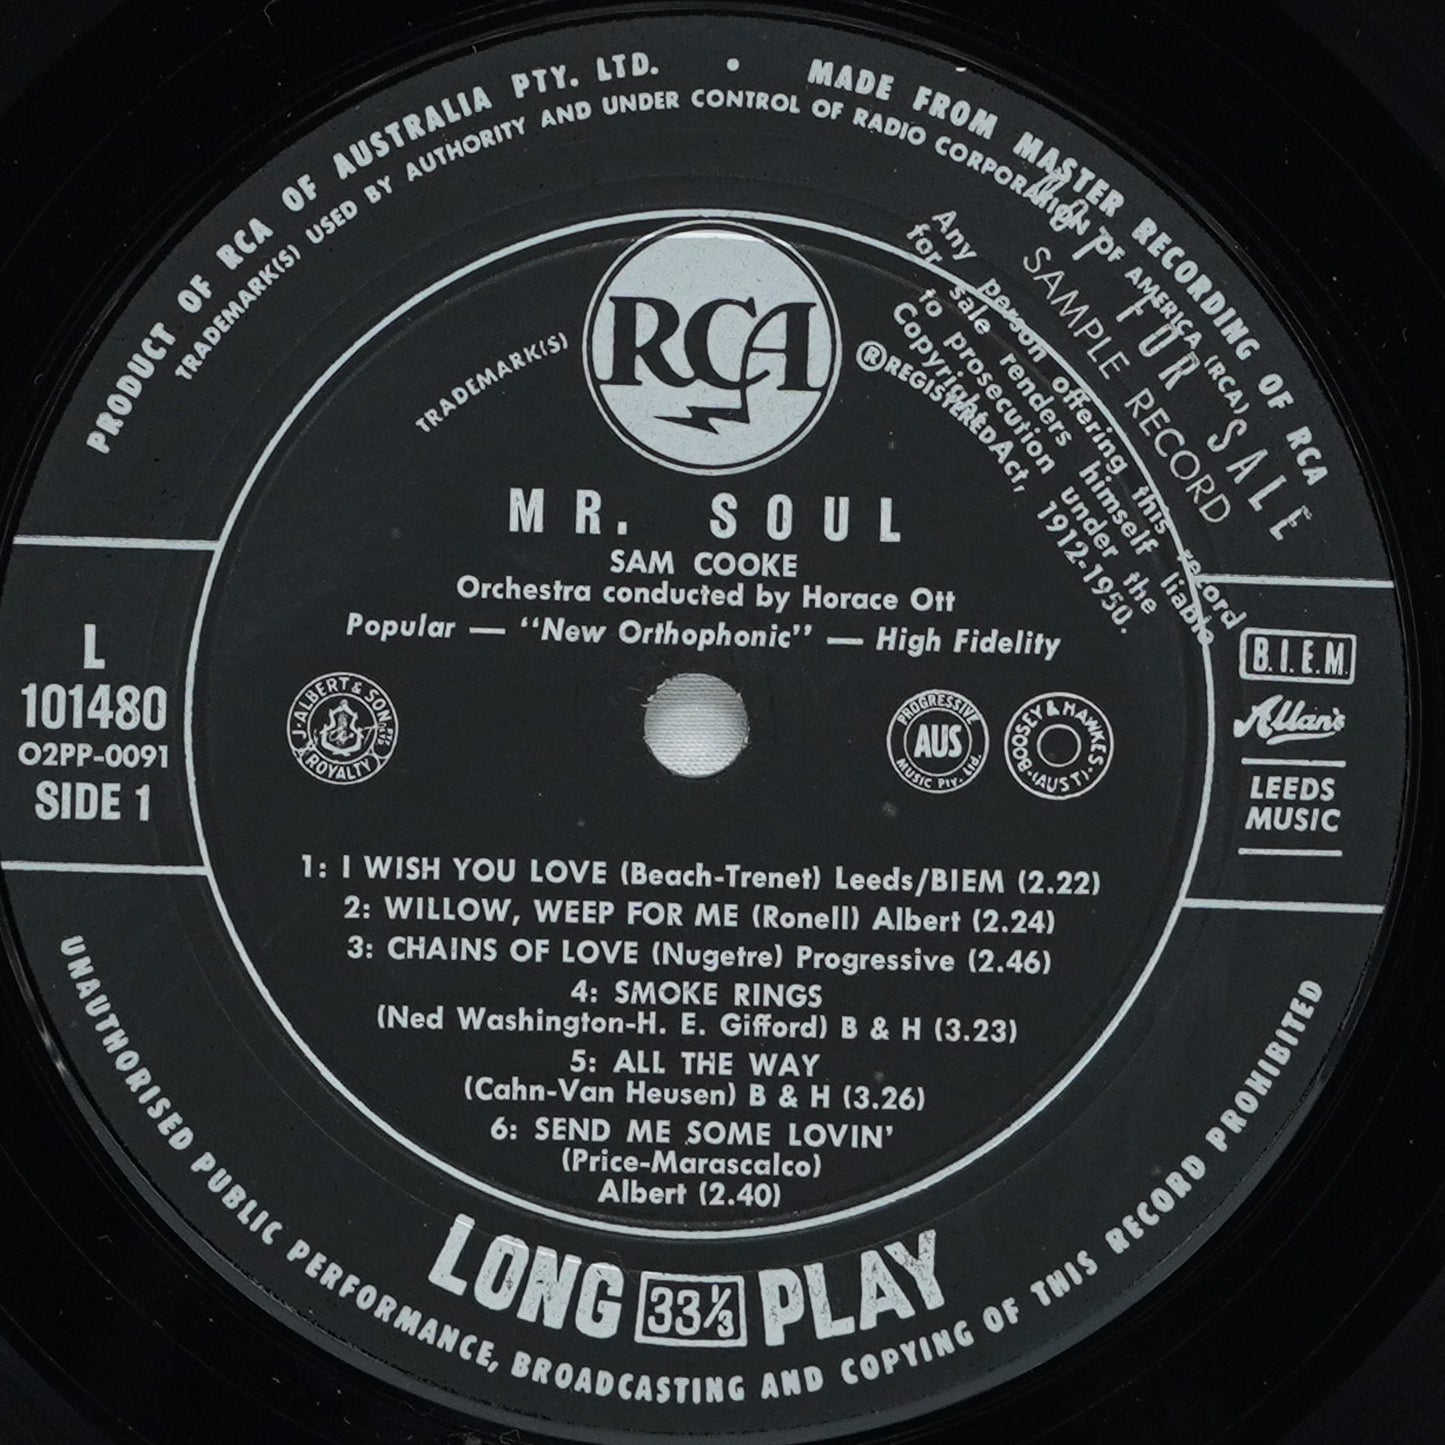 PRODUCT OF RCA OF AUSTRALIA PTY. LTD. • MADE FROM MASTER RECORDING OF RCA
TRADEMARK(S) USED BY AUTHORITY AND UNDER CONTROL OF RADIO CORPORATION OF AMERICA (RCA)
NOT FOR SALE
SAMPLE RECORD
Any person offering this record
for sale renders himself liable
to prosecution under the
Copyright Act, 1912-1950.
TRADEMARK(S)
RCA
® REGISTERED
MR. SOUL
SAM COOKE
Orchestra conducted by Horace Ott
Popular — "New Orthophonic" — High Fidelity
L
101480
O2PP-0091
SIDE 1
J. ALBERT & SON
ROYALTY
PROGRESSIVE
AUS
MUSIC PTY. LTD.
BOOSEY & HAWKES
(AUST)
B.I.E.M.
Allan's
LEEDS
MUSIC
1: I WISH YOU LOVE (Beach-Trenet) Leeds/BIEM (2.22)
2: WILLOW, WEEP FOR ME (Ronell) Albert (2.24)
3: CHAINS OF LOVE (Nugetre) Progressive (2.46)
4: SMOKE RINGS
(Ned Washington-H. E. Gifford) B & H (3.23)
5: ALL THE WAY
(Cahn-Van Heusen) B & H (3.26)
6: SEND ME SOME LOVIN'
(Price-Marascalco)
Albert (2.40)
LONG 33⅓ PLAY
UNAUTHORISED PUBLIC PERFORMANCE, BROADCASTING AND COPYING OF THIS RECORD PROHIBITED